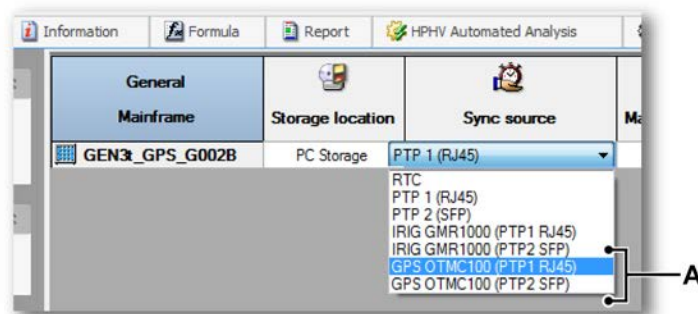 Information
Formula
Report
HPHV Automated Analysis
General
Mainframe
Storage location
Sync source
Ma
GEN3t_GPS_G002B
PC Storage
PTP 1 (RJ45)
RTC
PTP 1 (RJ45)
PTP 2 (SFP)
IRIG GMR1000 (PTP1 RJ45)
IRIG GMR1000 (PTP2 SFP)
GPS OTMC100 (PTP1 RJ45)
GPS OTMC100 (PTP2 SFP)
A